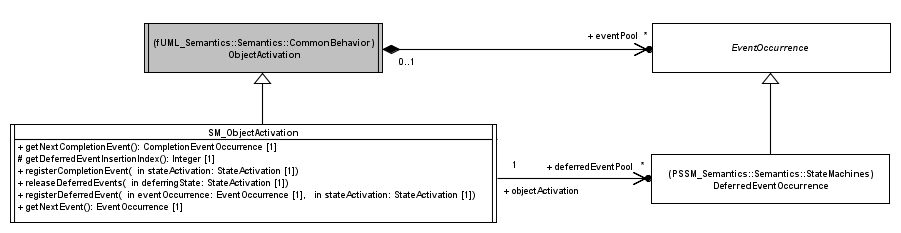 (fUML_Semantics::Semantics::CommonBehavior)
ObjectActivation
+ eventPool *
0..1
EventOccurrence
SM_ObjectActivation
+ getNextCompletionEvent(): CompletionEventOccurrence [1]
# getDeferredEventInsertionIndex(): Integer [1]
+ registerCompletionEvent( in stateActivation: StateActivation [1])
+ releaseDeferredEvents( in deferringState: StateActivation [1])
+ registerDeferredEvent( in eventOccurrence: EventOccurrence [1], in stateActivation: StateActivation [1])
+ getNextEvent(): EventOccurrence [1]
1 + deferredEventPool *
+ objectActivation
(PSSM_Semantics::Semantics::StateMachines)
DeferredEventOccurrence